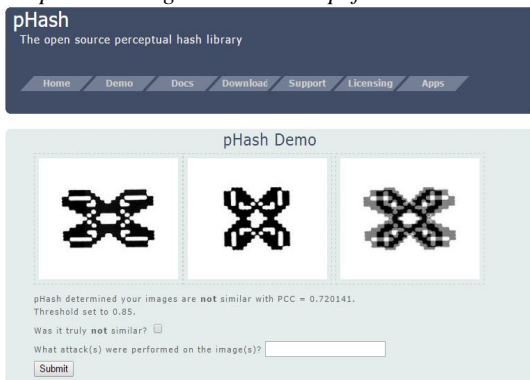 pHash
The open source perceptual hash library
Home Demo Docs Download Support Licensing Apps
pHash Demo
pHash determined your images are not similar with PCC = 0.720141.
Threshold set to 0.85.
Was it truly not similar?
What attack(s) were performed on the image(s)?
Submit